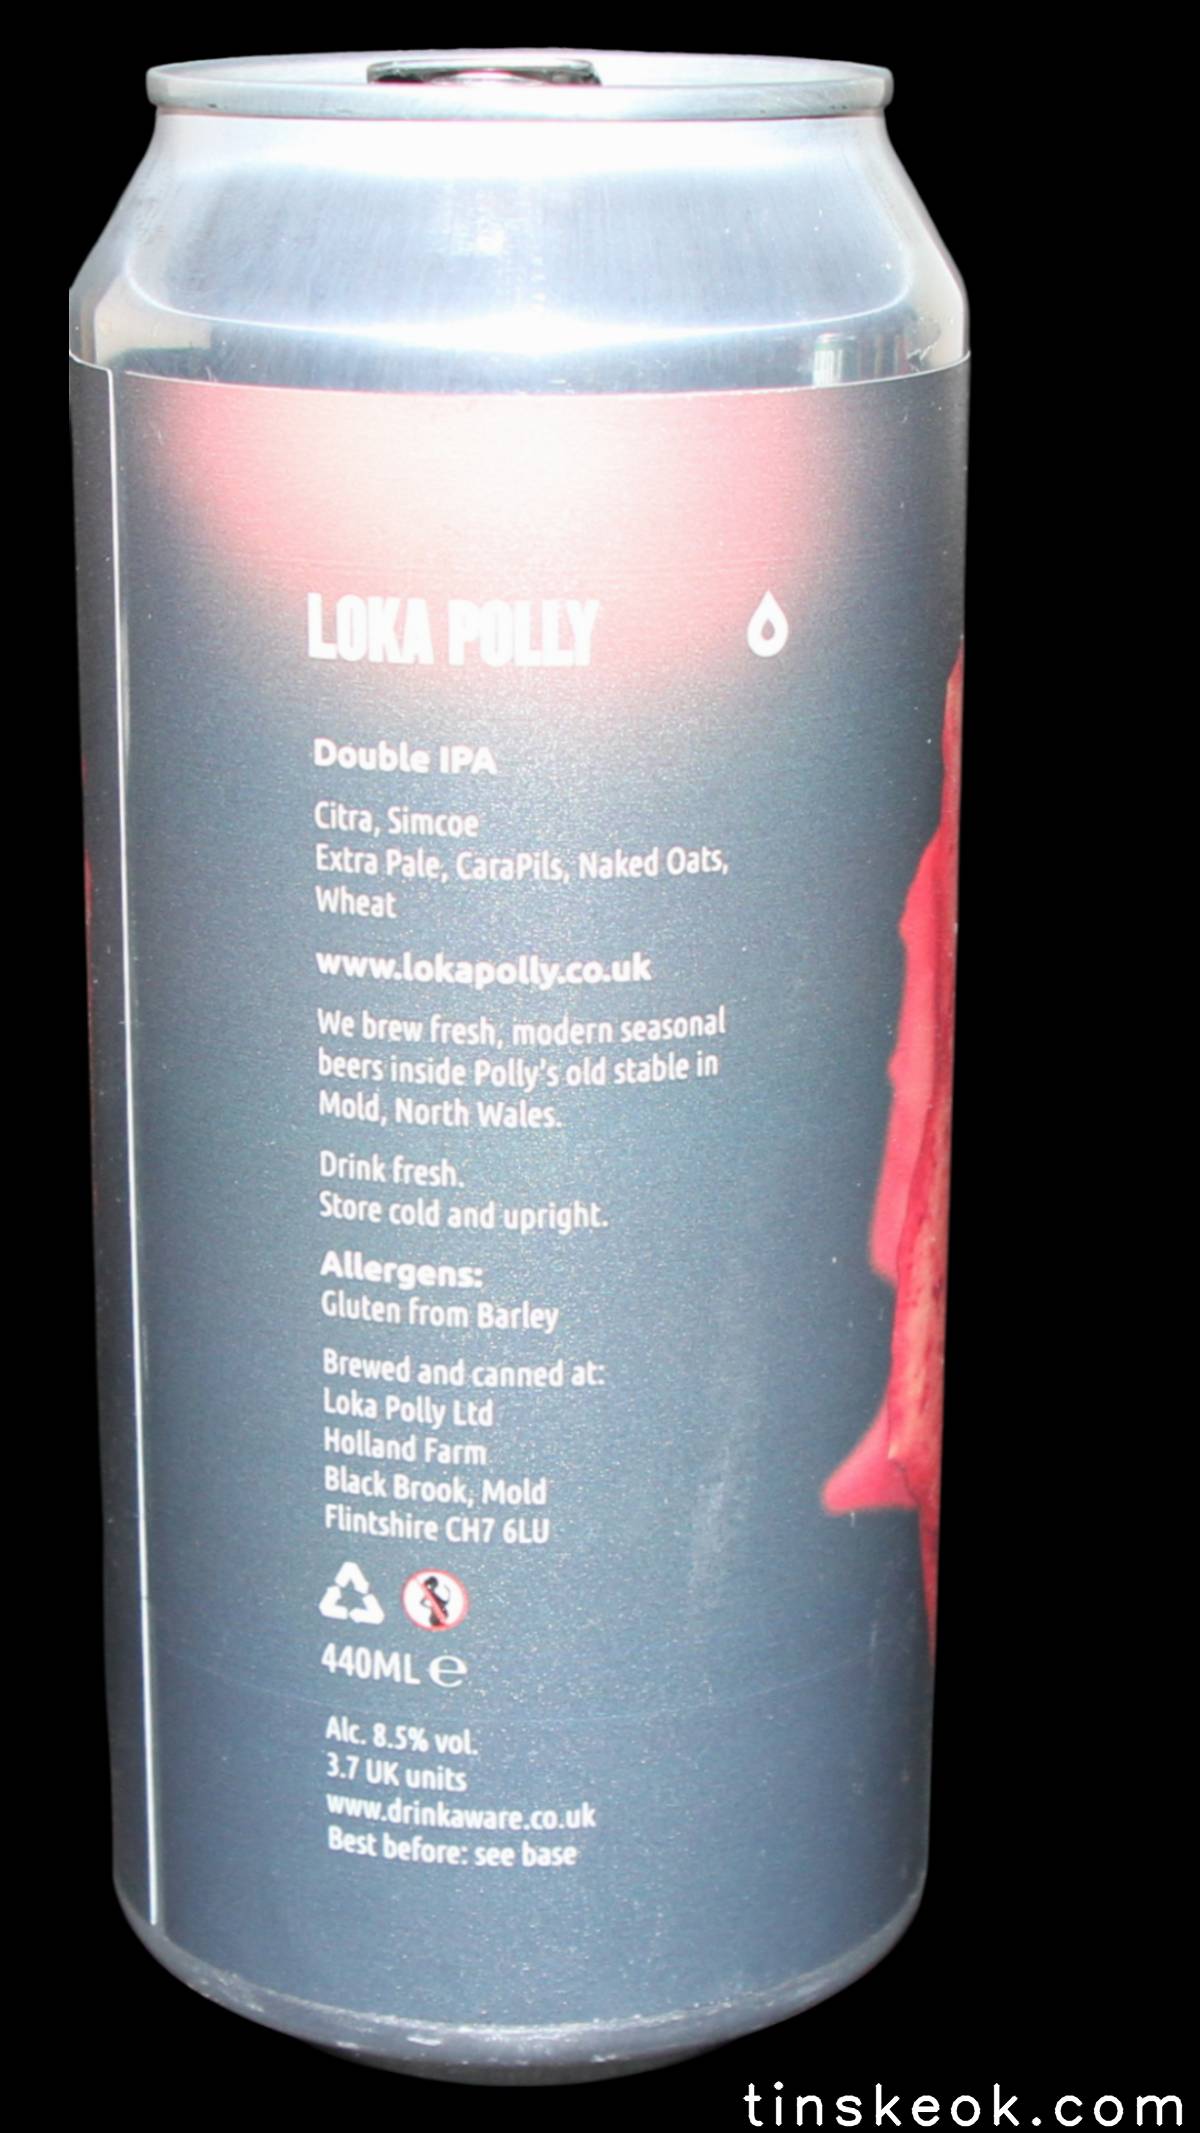 LOKA POLLY
Double IPA
Citra, Simcoe
Extra Pale, CaraPils, Naked Oats,
Wheat
www.lokapolly.co.uk
We brew fresh, modern seasonal
beers inside Polly's old stable in
Mold, North Wales.
Drink fresh.
Store cold and upright.
Allergens:
Gluten from Barley
Brewed and canned at:
Loka Polly Ltd
Holland Farm
Black Brook, Mold
Flintshire CH7 6LU
440ML ℮
Alc. 8.5% vol.
3.7 UK units
www.drinkaware.co.uk
Best before: see base
tinskeok.com